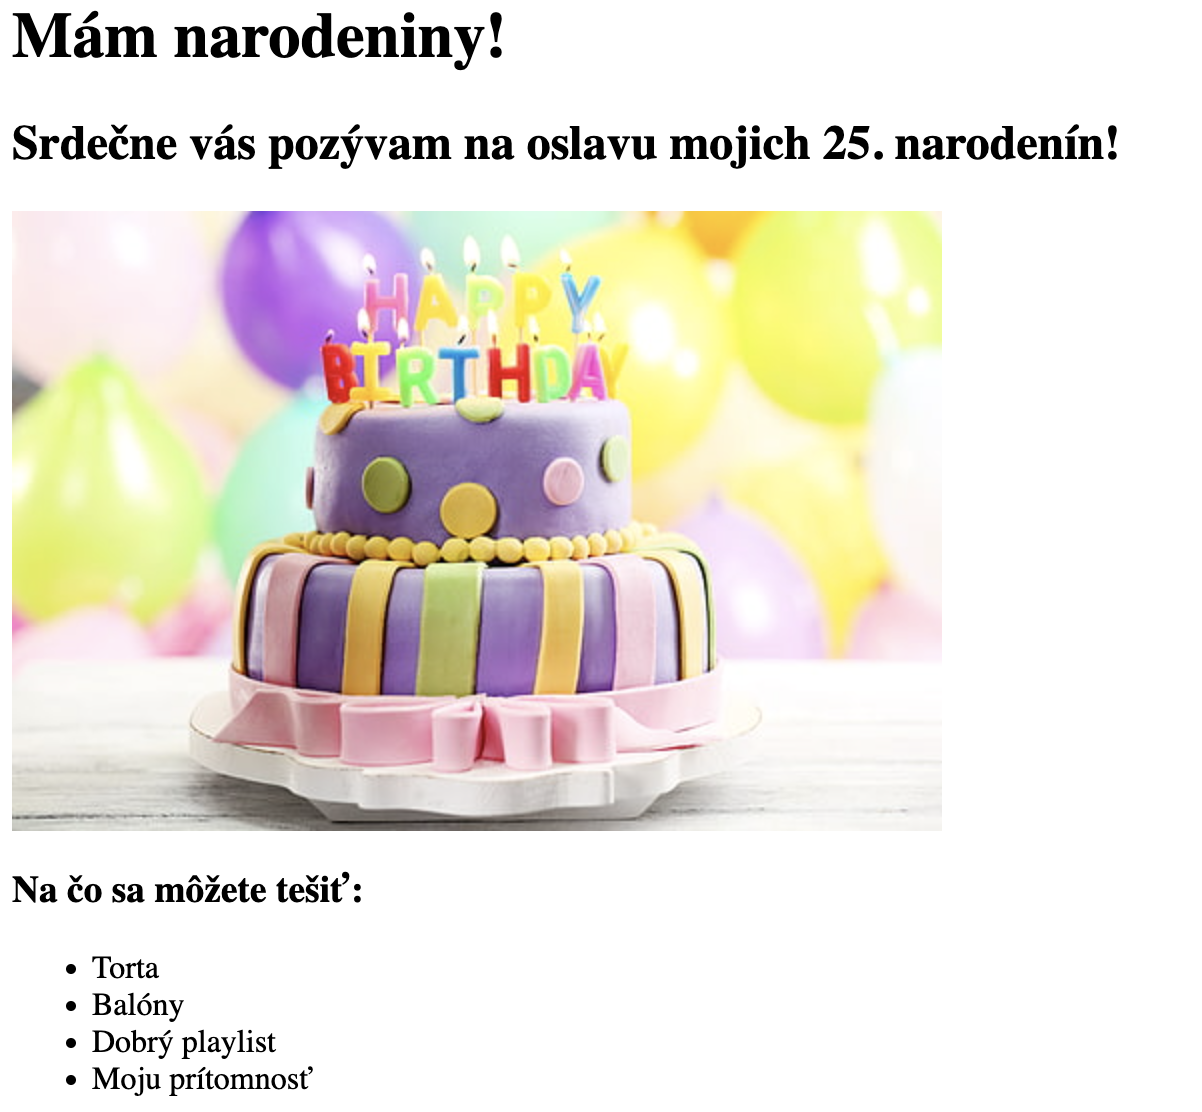 Mám narodeniny!
Srdečne vás pozývam na oslavu mojich 25. narodenín!
HAPPY
BIRTHDAY
Na čo sa môžete tešiť:
Torta
Balóny
Dobrý playlist
Moju prítomnosť